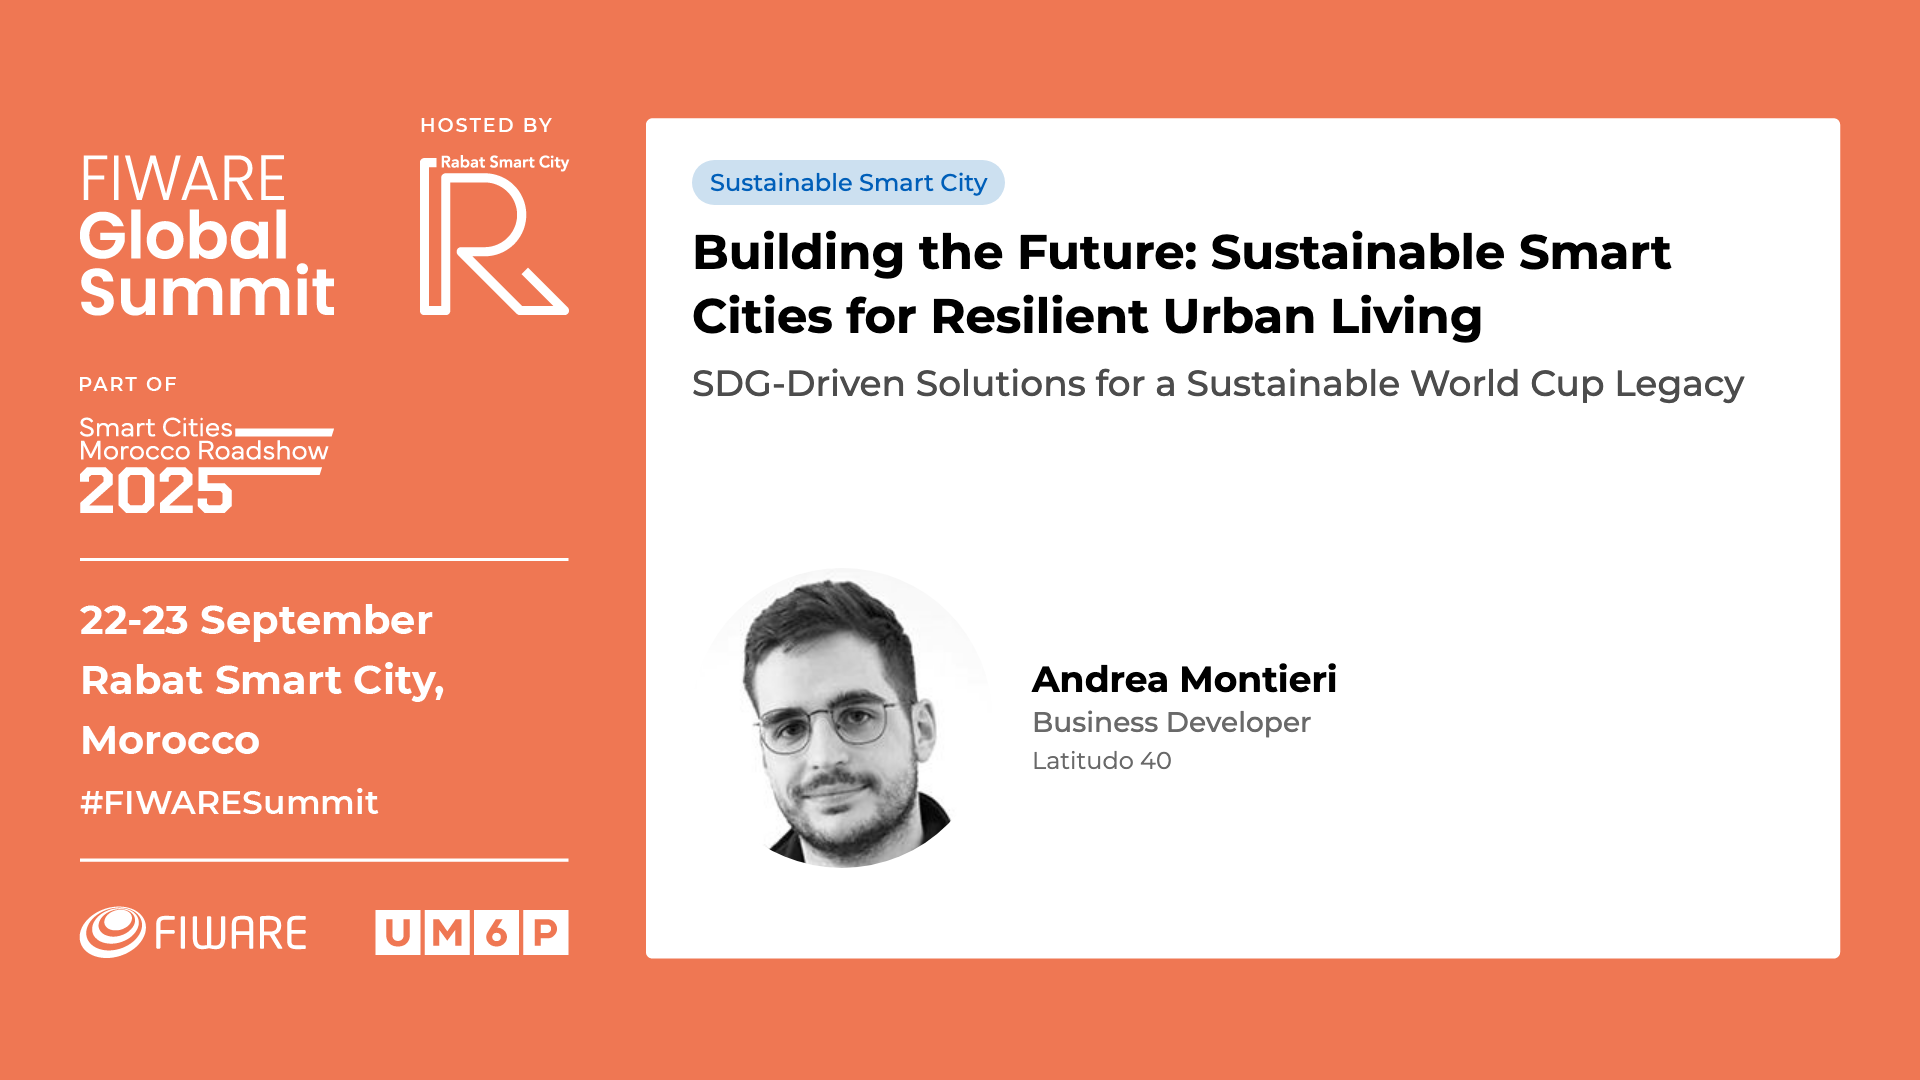 FIWARE
Global
Summit
HOSTED BY
Rabat Smart City
R
PART OF
Smart Cities
Morocco Roadshow
2025
22-23 September
Rabat Smart City,
Morocco
#FIWARESummit
FIWARE
UM6P
Sustainable Smart City
Building the Future: Sustainable Smart
Cities for Resilient Urban Living
SDG-Driven Solutions for a Sustainable World Cup Legacy
Andrea Montieri
Business Developer
Latitudo 40